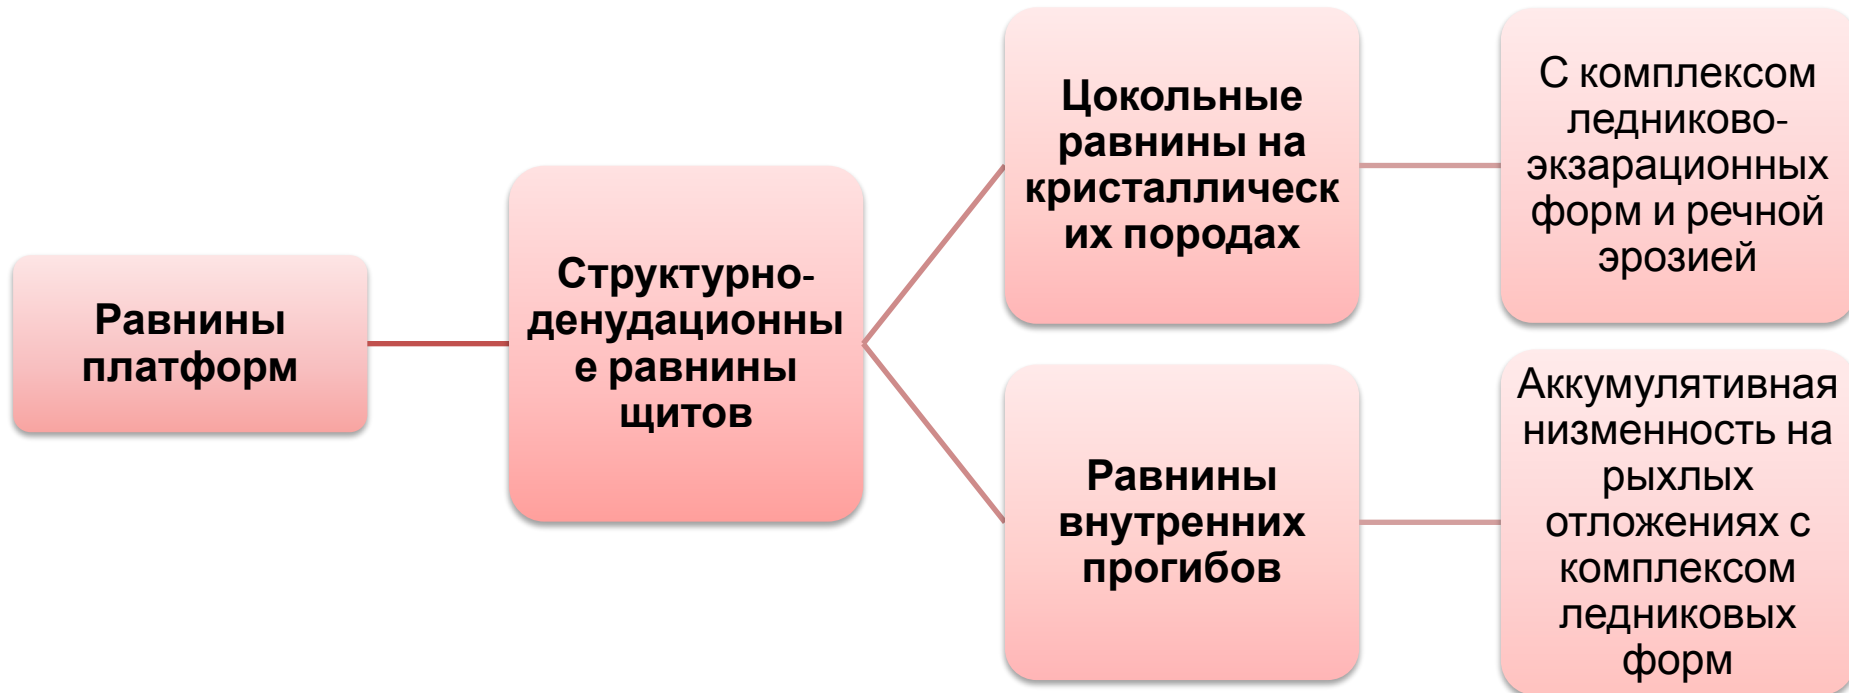 Равнины
платформ
Структурно-
денудационны
е равнины
щитов
Цокольные
равнины на
кристаллическ
их породах
С комплексом
ледниково-
экзарационных
форм и речной
эрозией
Равнины
внутренних
прогибов
Аккумулятивная
низменность на
рыхлых
отложениях с
комплексом
ледниковых
форм